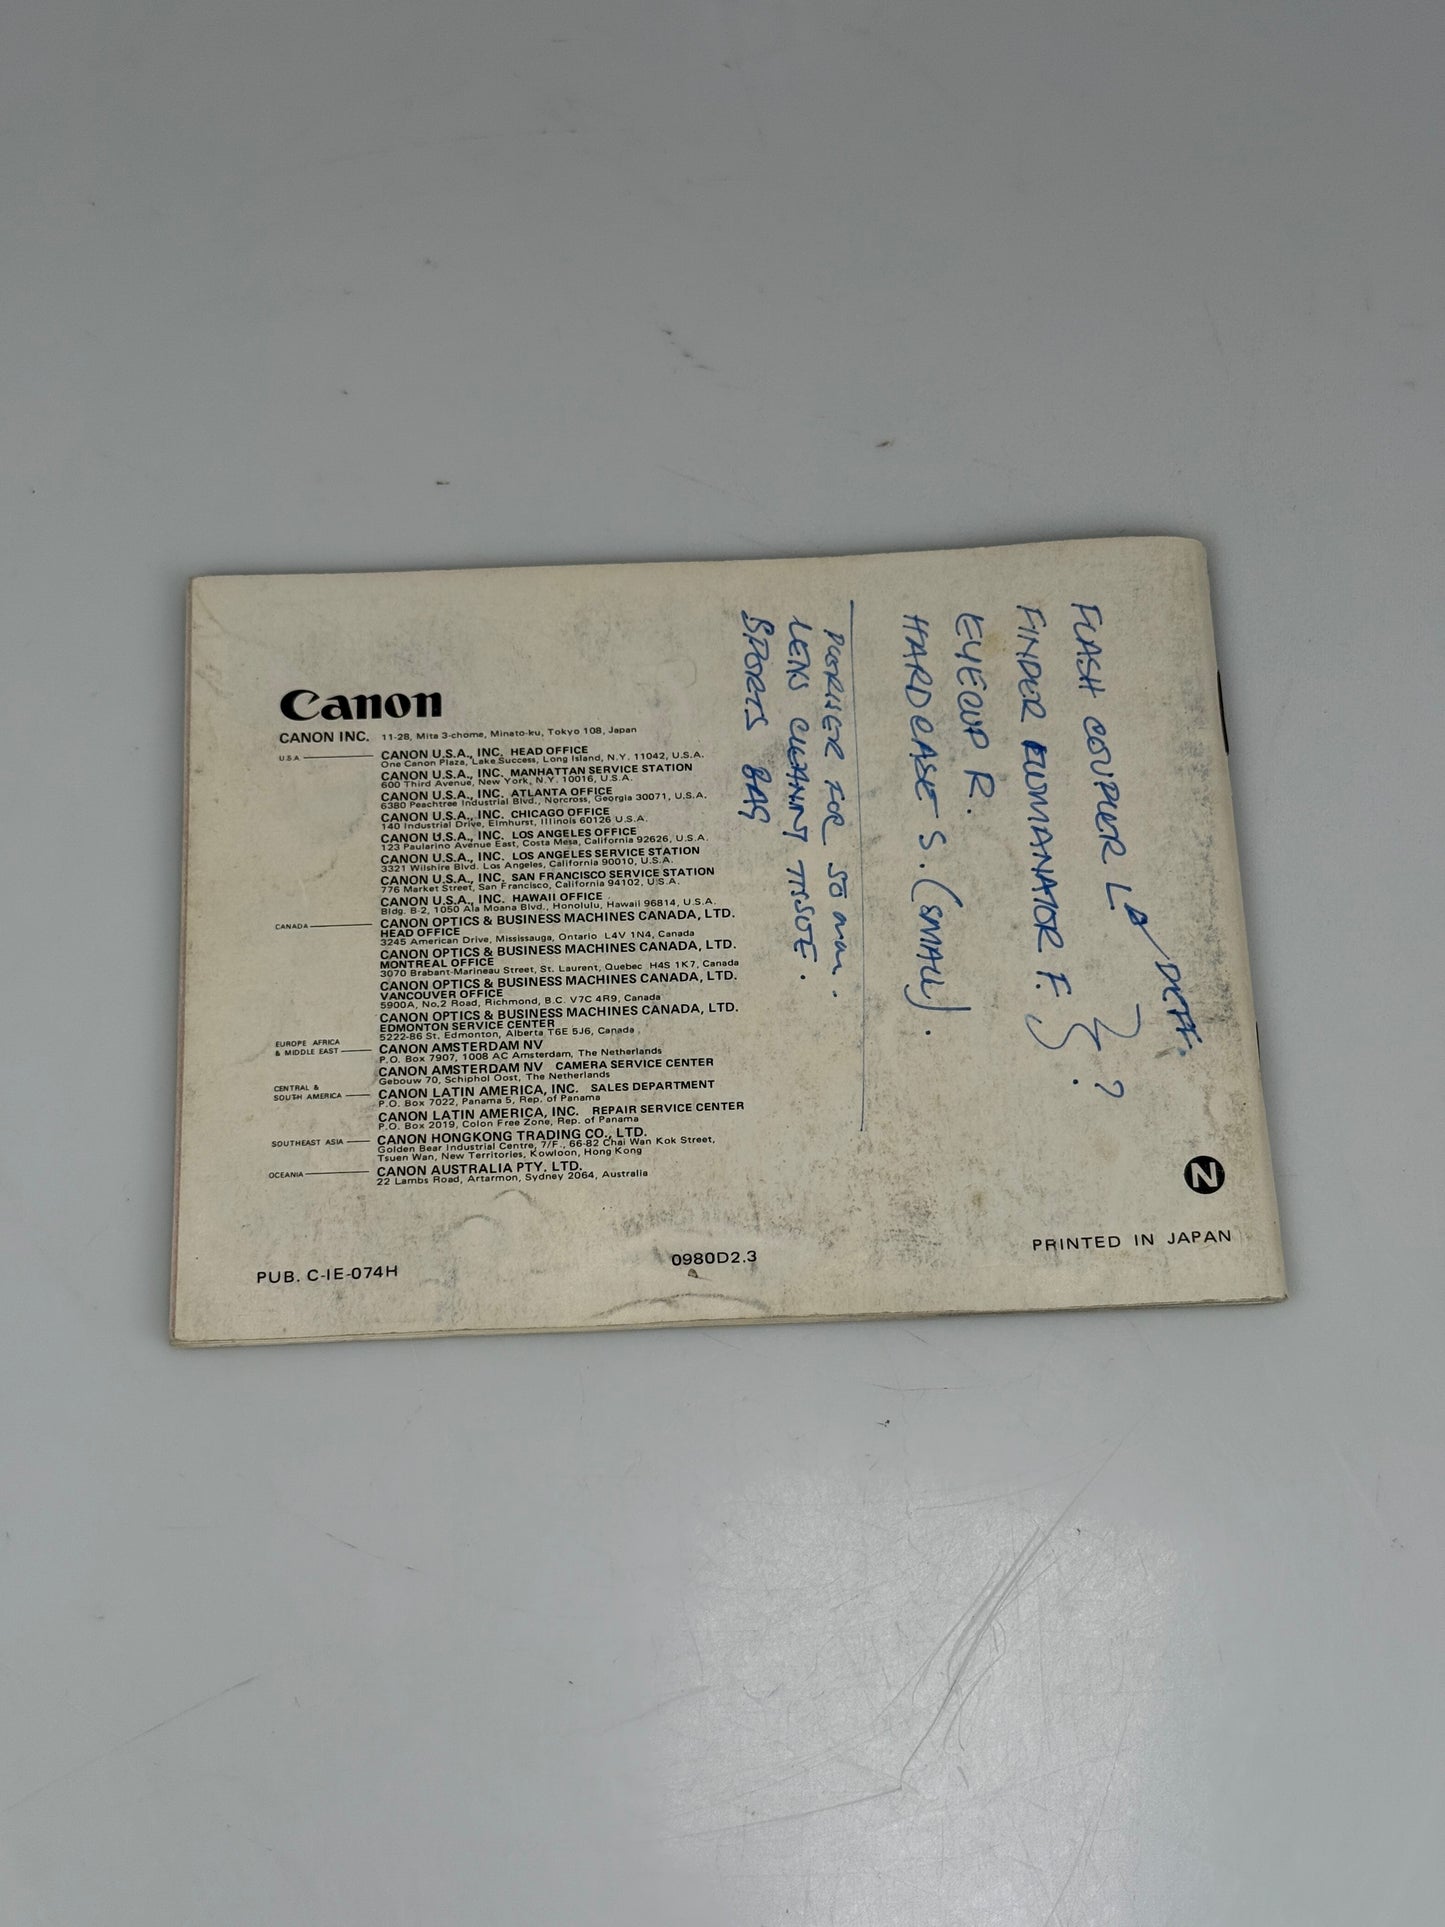 Canon
CANON INC. 11-28, Mita 3-chome, Minato-ku, Tokyo 108, Japan
U.S.A. CANON U.S.A., INC. HEAD OFFICE
One Canon Plaza, Lake Success, Long Island, N.Y. 11042, U.S.A.
CANON U.S.A., INC. MANHATTAN SERVICE STATION
600 Third Avenue, New York, N.Y. 10016, U.S.A.
CANON U.S.A., INC. ATLANTA OFFICE
6380 Peachtree Industrial Blvd., Norcross, Georgia 30071, U.S.A.
CANON U.S.A., INC. CHICAGO OFFICE
140 Industrial Drive, Elmhurst, Illinois 60126 U.S.A.
CANON U.S.A., INC. LOS ANGELES OFFICE
123 Paularino Avenue East, Costa Mesa, California 92626, U.S.A.
CANON U.S.A., INC. LOS ANGELES SERVICE STATION
3321 Wilshire Blvd. Los Angeles, California 90010, U.S.A.
CANON U.S.A., INC. SAN FRANCISCO SERVICE STATION
776 Market Street, San Francisco, California 94102, U.S.A.
CANON U.S.A., INC. HAWAII OFFICE
Bldg. B-2, 1050 Ala Moana Blvd., Honolulu, Hawaii 96814, U.S.A.
CANADA CANON OPTICS & BUSINESS MACHINES CANADA, LTD.
HEAD OFFICE
3245 American Drive, Mississauga, Ontario L4V 1N4, Canada
CANON OPTICS & BUSINESS MACHINES CANADA, LTD.
MONTREAL OFFICE
3070 Brabant-Marineau Street, St. Laurent, Quebec H4S 1K7, Canada
CANON OPTICS & BUSINESS MACHINES CANADA, LTD.
VANCOUVER OFFICE
5900A, No.2 Road, Richmond, B.C. V7C 4R9, Canada
CANON OPTICS & BUSINESS MACHINES CANADA, LTD.
EDMONTON SERVICE CENTER
5222-86 St. Edmonton, Alberta T6E 5J6, Canada
EUROPE AFRICA
& MIDDLE EAST CANON AMSTERDAM NV
P.O. Box 7907, 1008 AC Amsterdam, The Netherlands
CANON AMSTERDAM NV CAMERA SERVICE CENTER
Gebouw 70, Schiphol Oost, The Netherlands
CENTRAL &
SOUTH AMERICA CANON LATIN AMERICA, INC. SALES DEPARTMENT
P.O. Box 7022, Panama 5, Rep. of Panama
CANON LATIN AMERICA, INC. REPAIR SERVICE CENTER
P.O. Box 2019, Colon Free Zone, Rep. of Panama
SOUTHEAST ASIA CANON HONGKONG TRADING CO., LTD.
Golden Bear Industrial Centre, 7/F., 66-82 Chai Wan Kok Street,
Tsuen Wan, New Territories, Kowloon, Hong Kong
OCEANIA CANON AUSTRALIA PTY. LTD.
22 Lambs Road, Artarmon, Sydney 2064, Australia
PUB. C-IE-074H
0980D2.3
PRINTED IN JAPAN
N
FLASH COUPLER L
FINDER F. ?
EYECUP R.
HARD CASE S. (SMALL).
FOR 50 mm.
LENS TISSUE.
SPORTS BAG